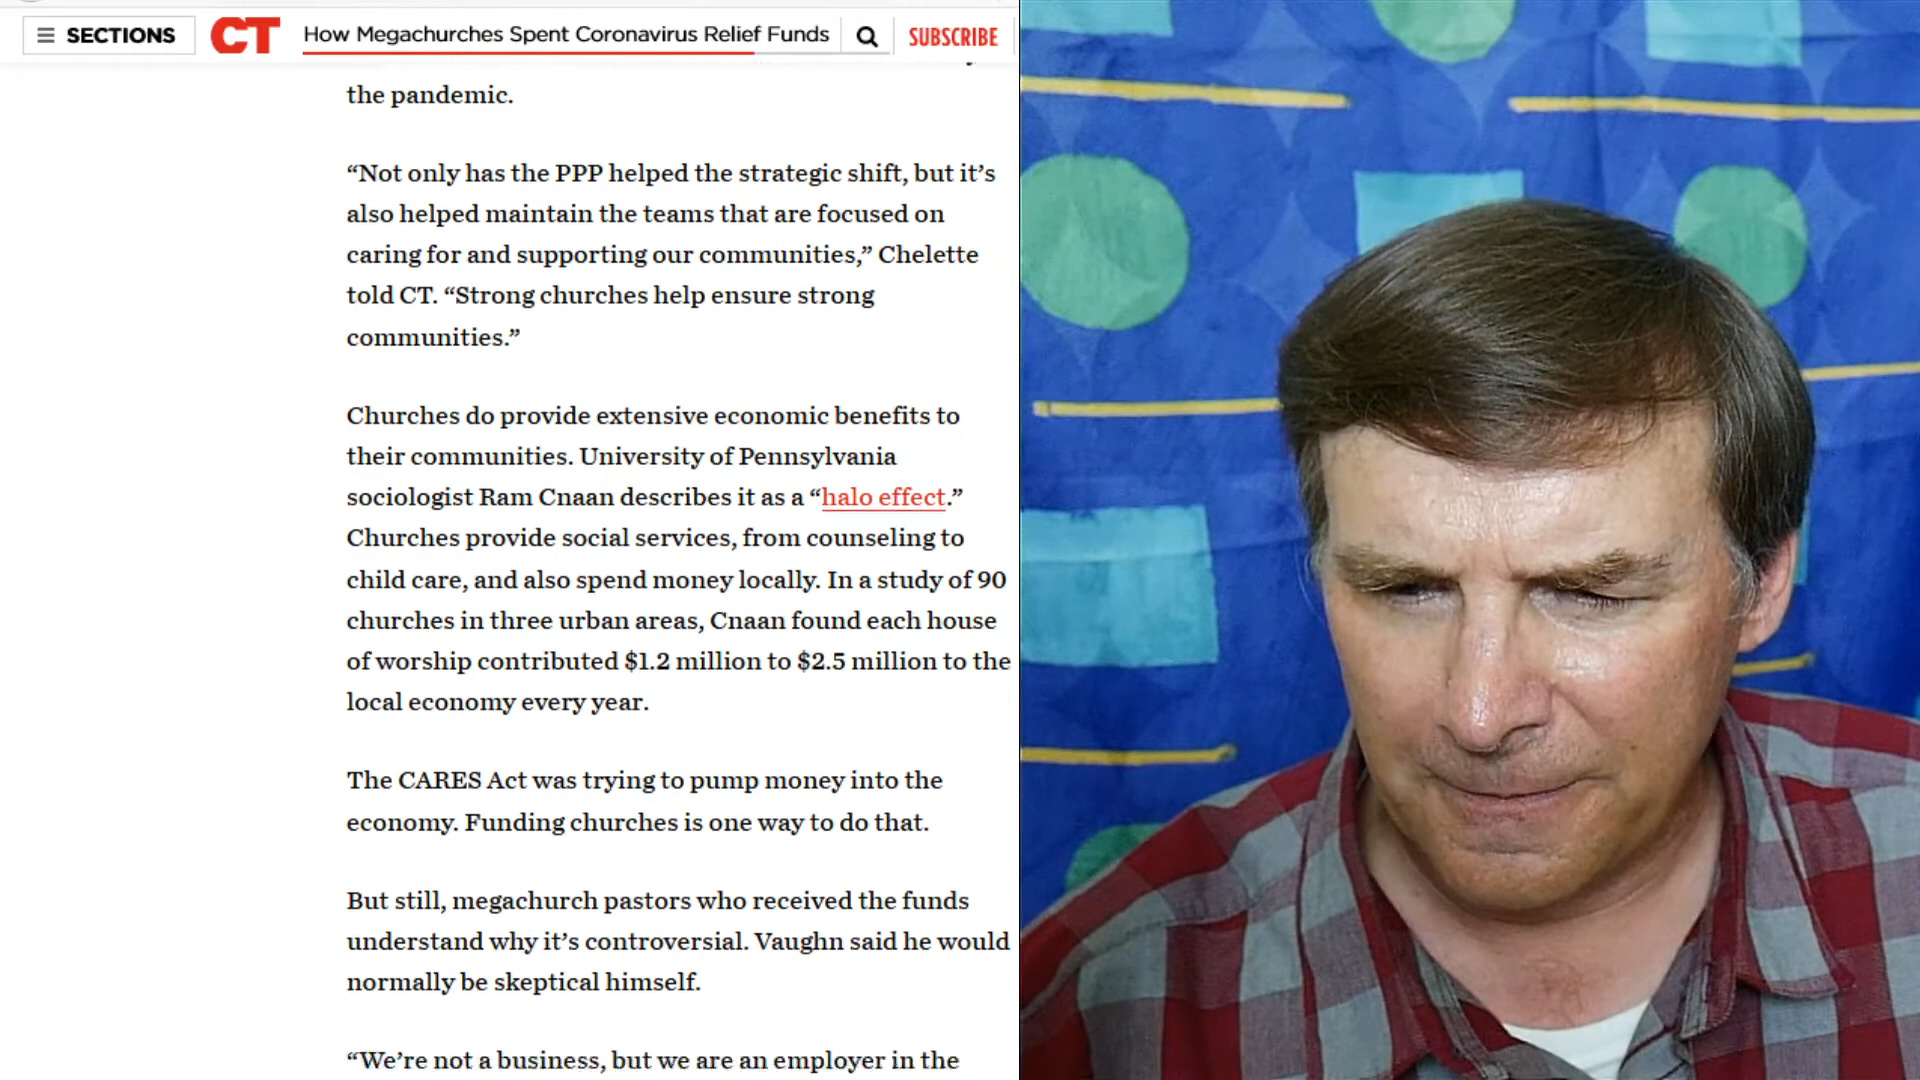 SECTIONS
CT
How Megachurches Spent Coronavirus Relief Funds
SUBSCRIBE
the pandemic.
“Not only has the PPP helped the strategic shift, but it’s
also helped maintain the teams that are focused on
caring for and supporting our communities,” Chelette
told CT. “Strong churches help ensure strong
communities.”
Churches do provide extensive economic benefits to
their communities. University of Pennsylvania
sociologist Ram Cnaan describes it as a “halo effect.”
Churches provide social services, from counseling to
child care, and also spend money locally. In a study of 90
churches in three urban areas, Cnaan found each house
of worship contributed $1.2 million to $2.5 million to the
local economy every year.
The CARES Act was trying to pump money into the
economy. Funding churches is one way to do that.
But still, megachurch pastors who received the funds
understand why it’s controversial. Vaughn said he would
normally be skeptical himself.
“We’re not a business, but we are an employer in the